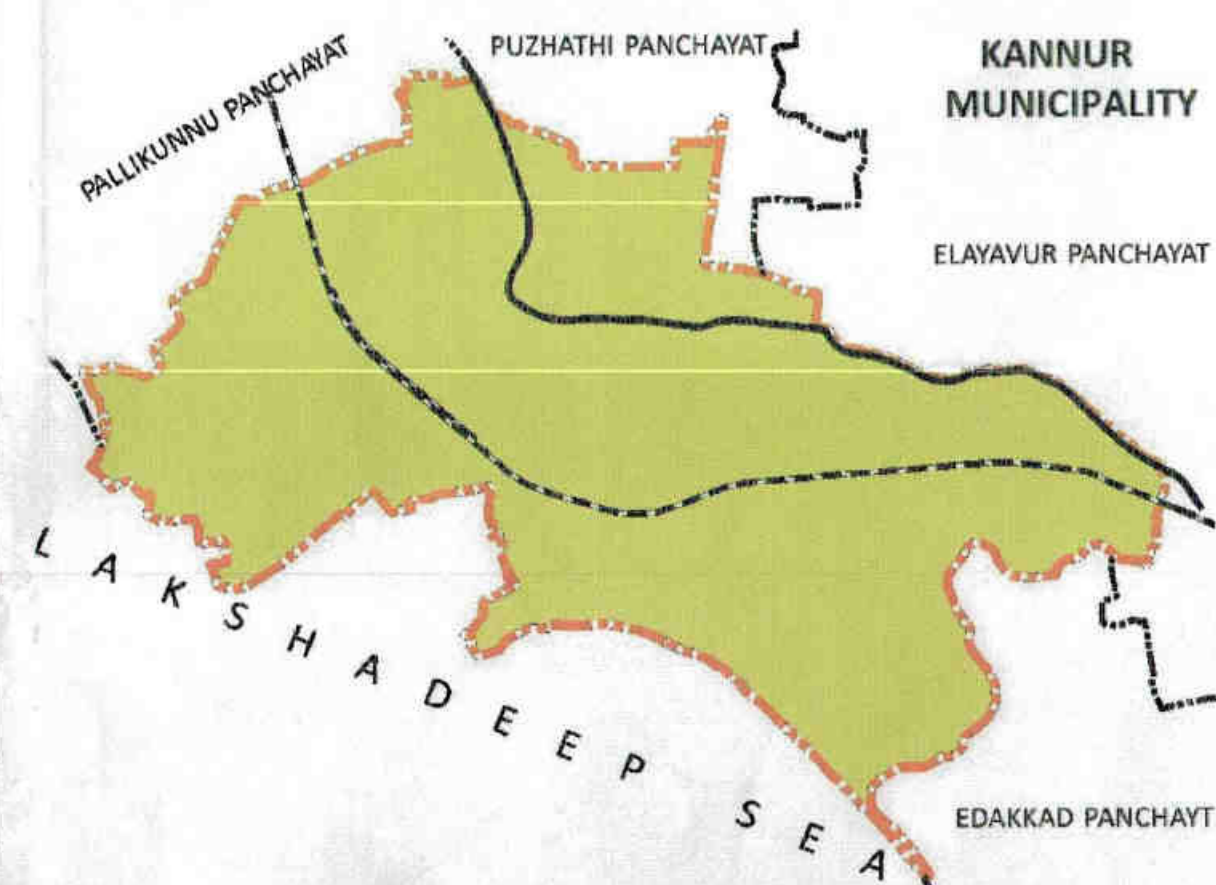 PUZHATHI PANCHAYAT
KANNUR
MUNICIPALITY
PALLIKUNNU PANCHAYAT
ELAYAVUR PANCHAYAT
LAKSHADEEP SEA
EDAKKAD PANCHAYT